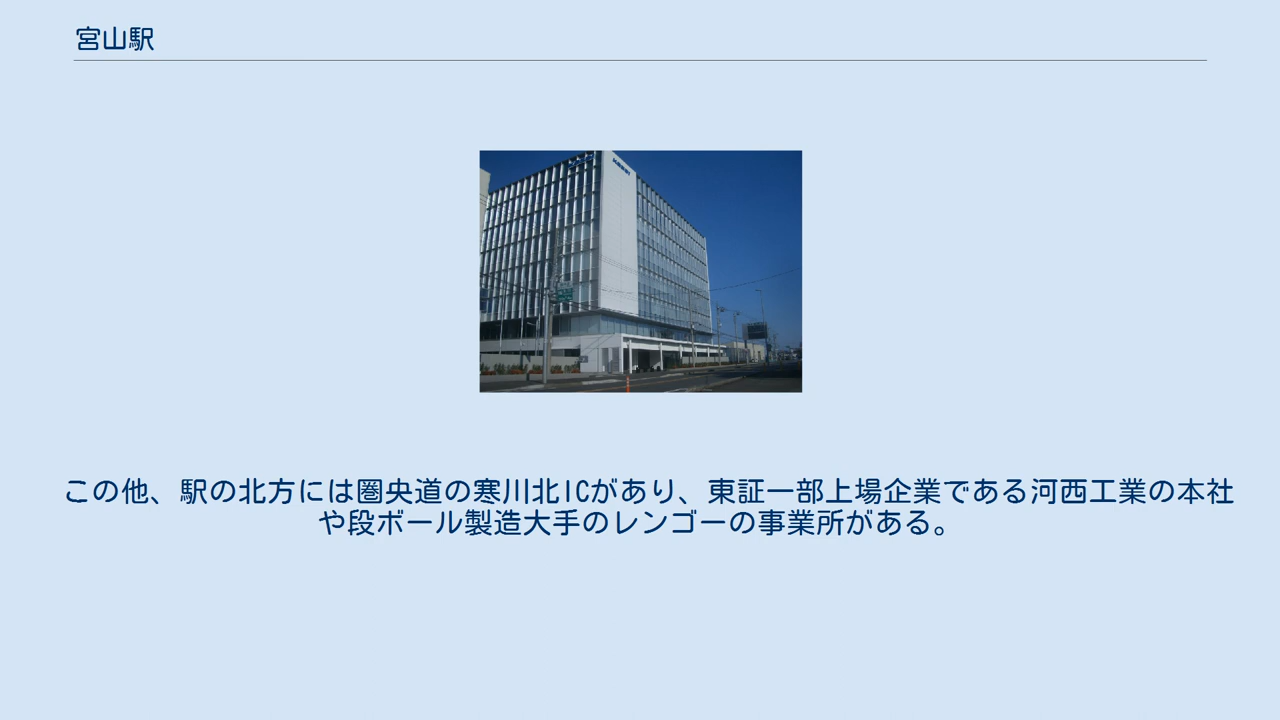 宮山駅
この他、駅の北方には圏央道の寒川北ICがあり、東証一部上場企業である河西工業の本社
や段ボール製造大手のレンゴーの事業所がある。